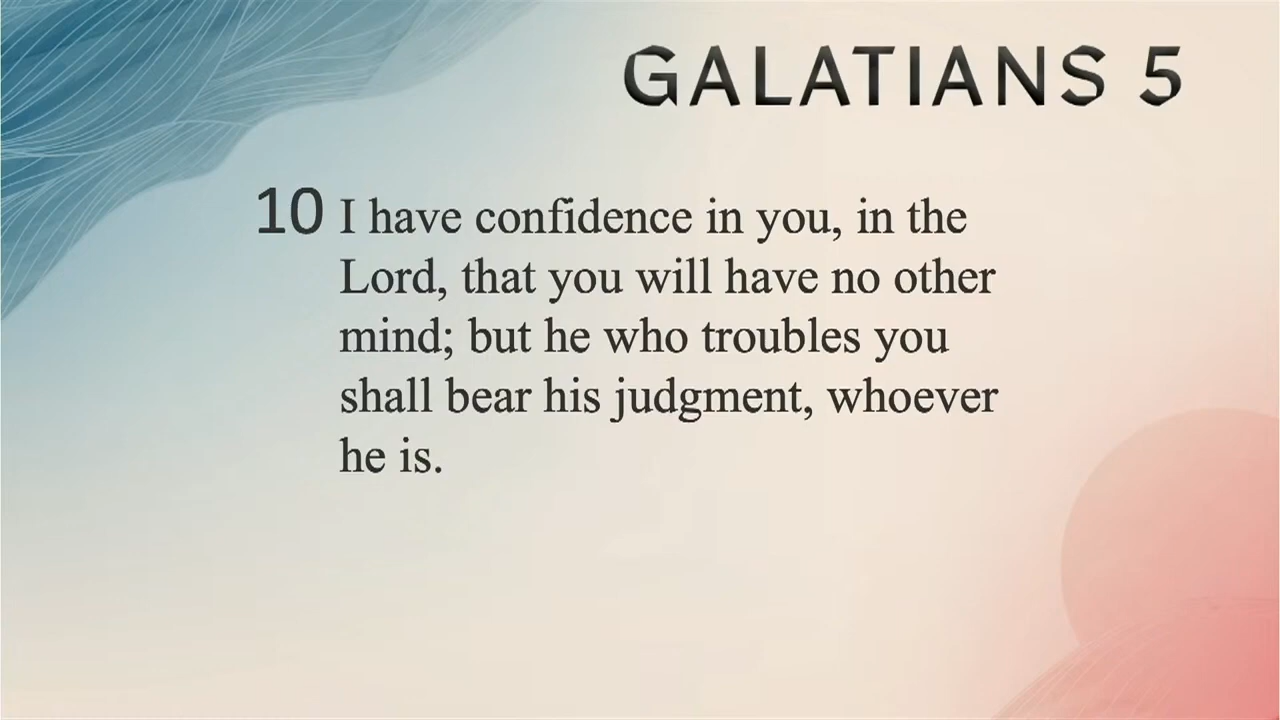 GALATIANS 5
10 I have confidence in you, in the
Lord, that you will have no other
mind; but he who troubles you
shall bear his judgment, whoever
he is.